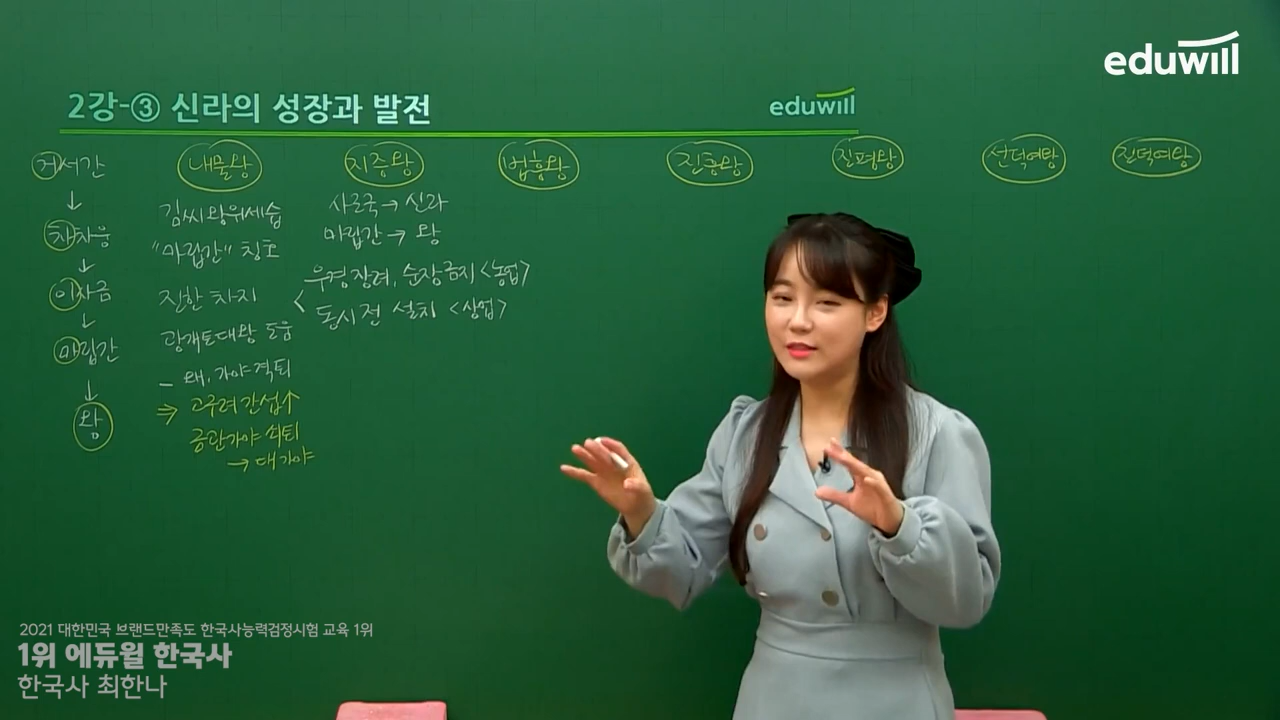 eduwill
2강-③ 신라의 성장과 발전
eduwill
거서간
↓
차차웅
↓
이사금
↓
마립간
↓
왕
내물왕
김씨 왕위세습
"마립간" 칭호
진한 차지
광개토대왕 도움
- 왜, 가야 격퇴
⇒ 고구려 간섭↑
금관가야 쇠퇴
→ 대가야
지증왕
사로국 → 신라
마립간 → 왕
< 우경장려, 순장금지 <농업>
동시전 설치 <상업>
법흥왕
진흥왕
진평왕
선덕여왕
진덕여왕
2021 대한민국 브랜드만족도 한국사능력검정시험 교육 1위
1위 에듀윌 한국사
한국사 최한나